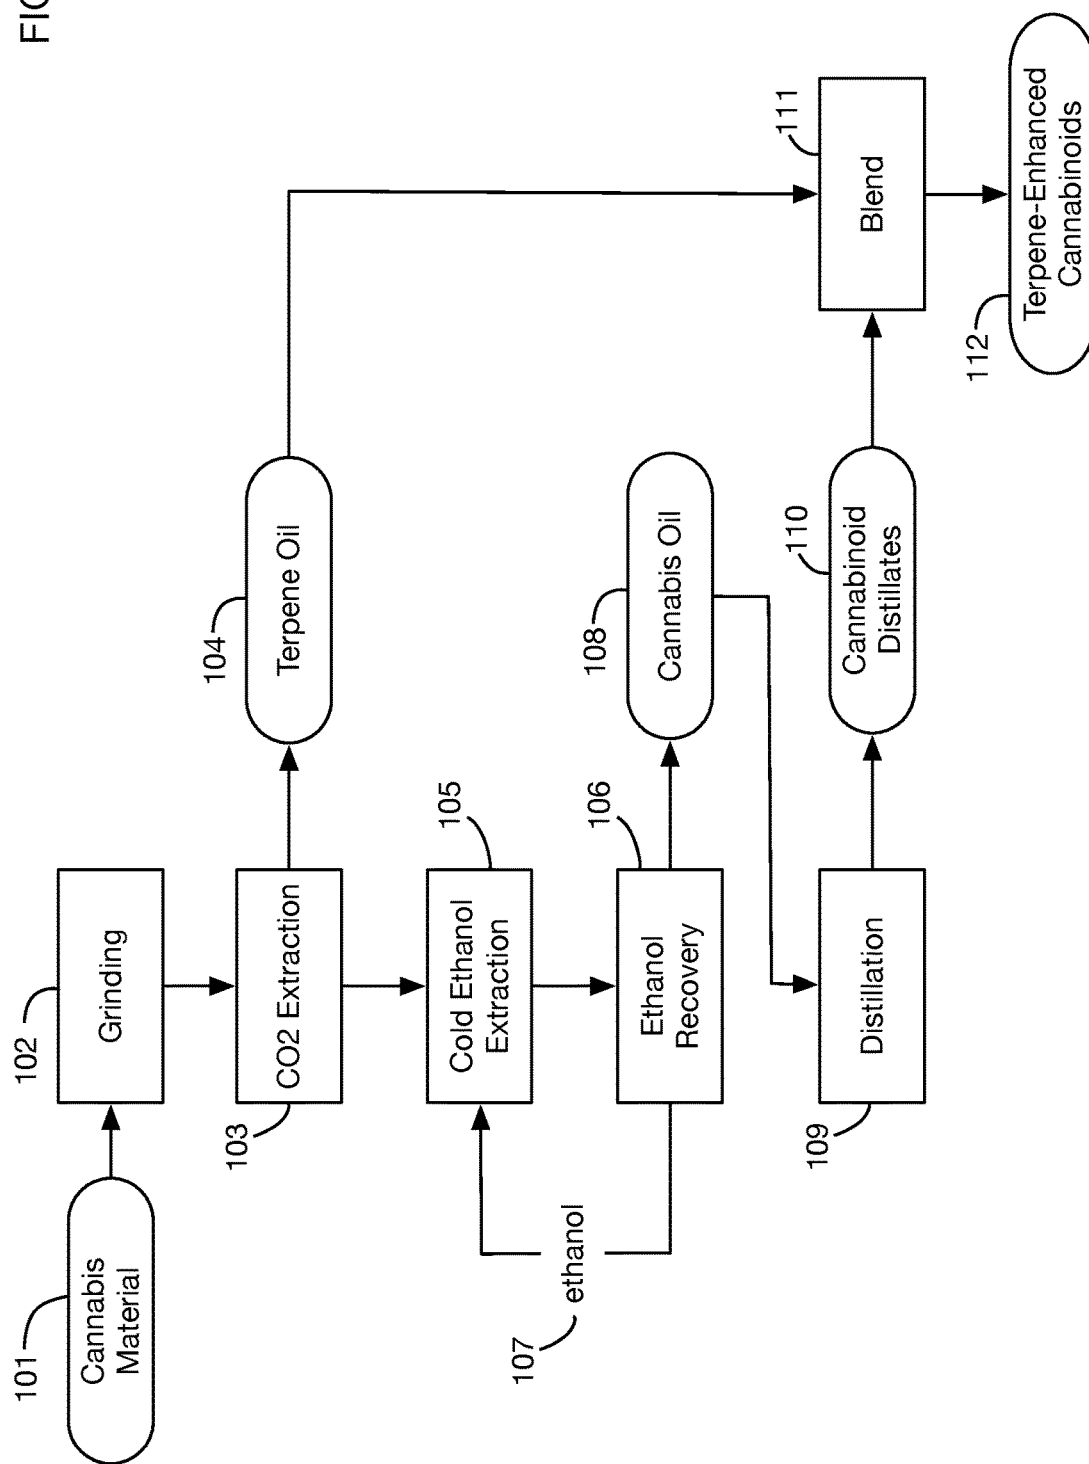 FIG
101
Cannabis
Material
102
Grinding
103
CO2 Extraction
104
Terpene Oil
105
Cold Ethanol
Extraction
106
Ethanol
Recovery
107
ethanol
108
Cannabis Oil
109
Distillation
110
Cannabinoid
Distillates
111
Blend
112
Terpene-Enhanced
Cannabinoids